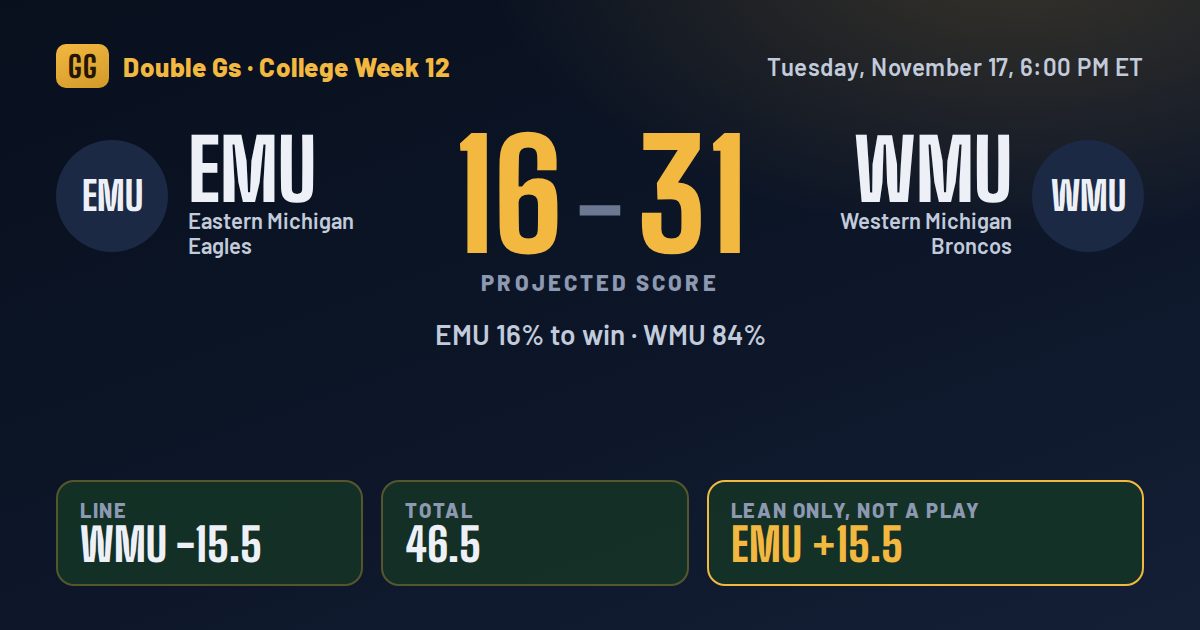 GG
Double Gs · College Week 12
Tuesday, November 17, 6:00 PM ET
EMU
EMU
Eastern Michigan
Eagles
16 – 31
PROJECTED SCORE
EMU 16% to win · WMU 84%
WMU
Western Michigan
Broncos
WMU
LINE
WMU −15.5
TOTAL
46.5
LEAN ONLY, NOT A PLAY
EMU +15.5